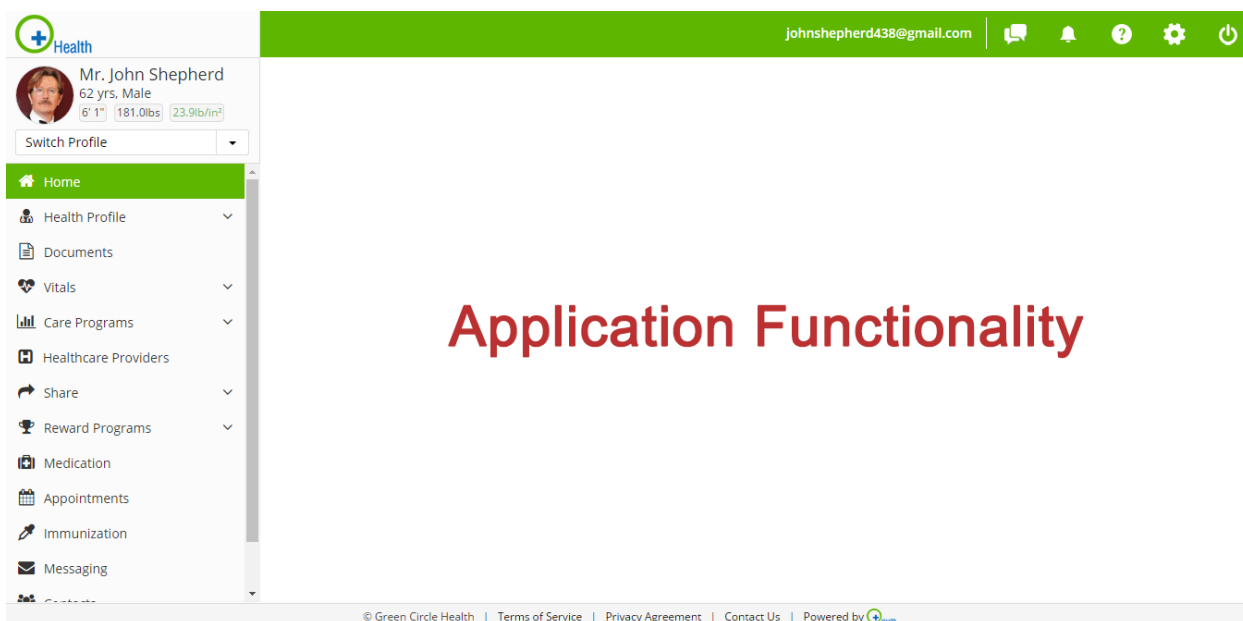 Health
johnshepherd438@gmail.com
Mr. John Shepherd
62 yrs, Male
6' 1" 181.0lbs 23.9lb/in²
Switch Profile
Home
Health Profile
Documents
Vitals
Care Programs
Healthcare Providers
Share
Reward Programs
Medication
Appointments
Immunization
Messaging
Application Functionality
© Green Circle Health | Terms of Service | Privacy Agreement | Contact Us | Powered by